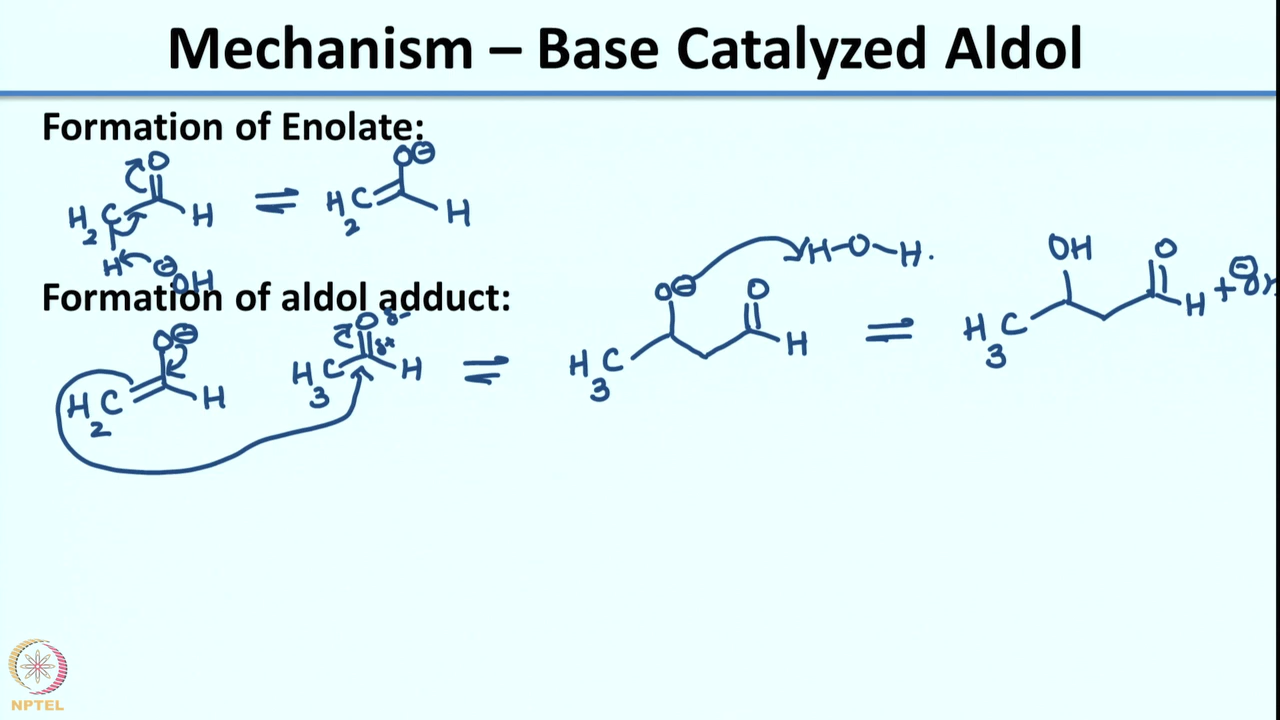 Mechanism – Base Catalyzed Aldol
Formation of Enolate:
O O⊖
H2C H ⇌ H2C H
H ⊖OH
Formation of aldol adduct:
O⊖ O δ- δ+ O⊖ O H-O-H. OH O
H2C H H3C H ⇌ H3C H ⇌ H3C H + ⊖
NPTEL